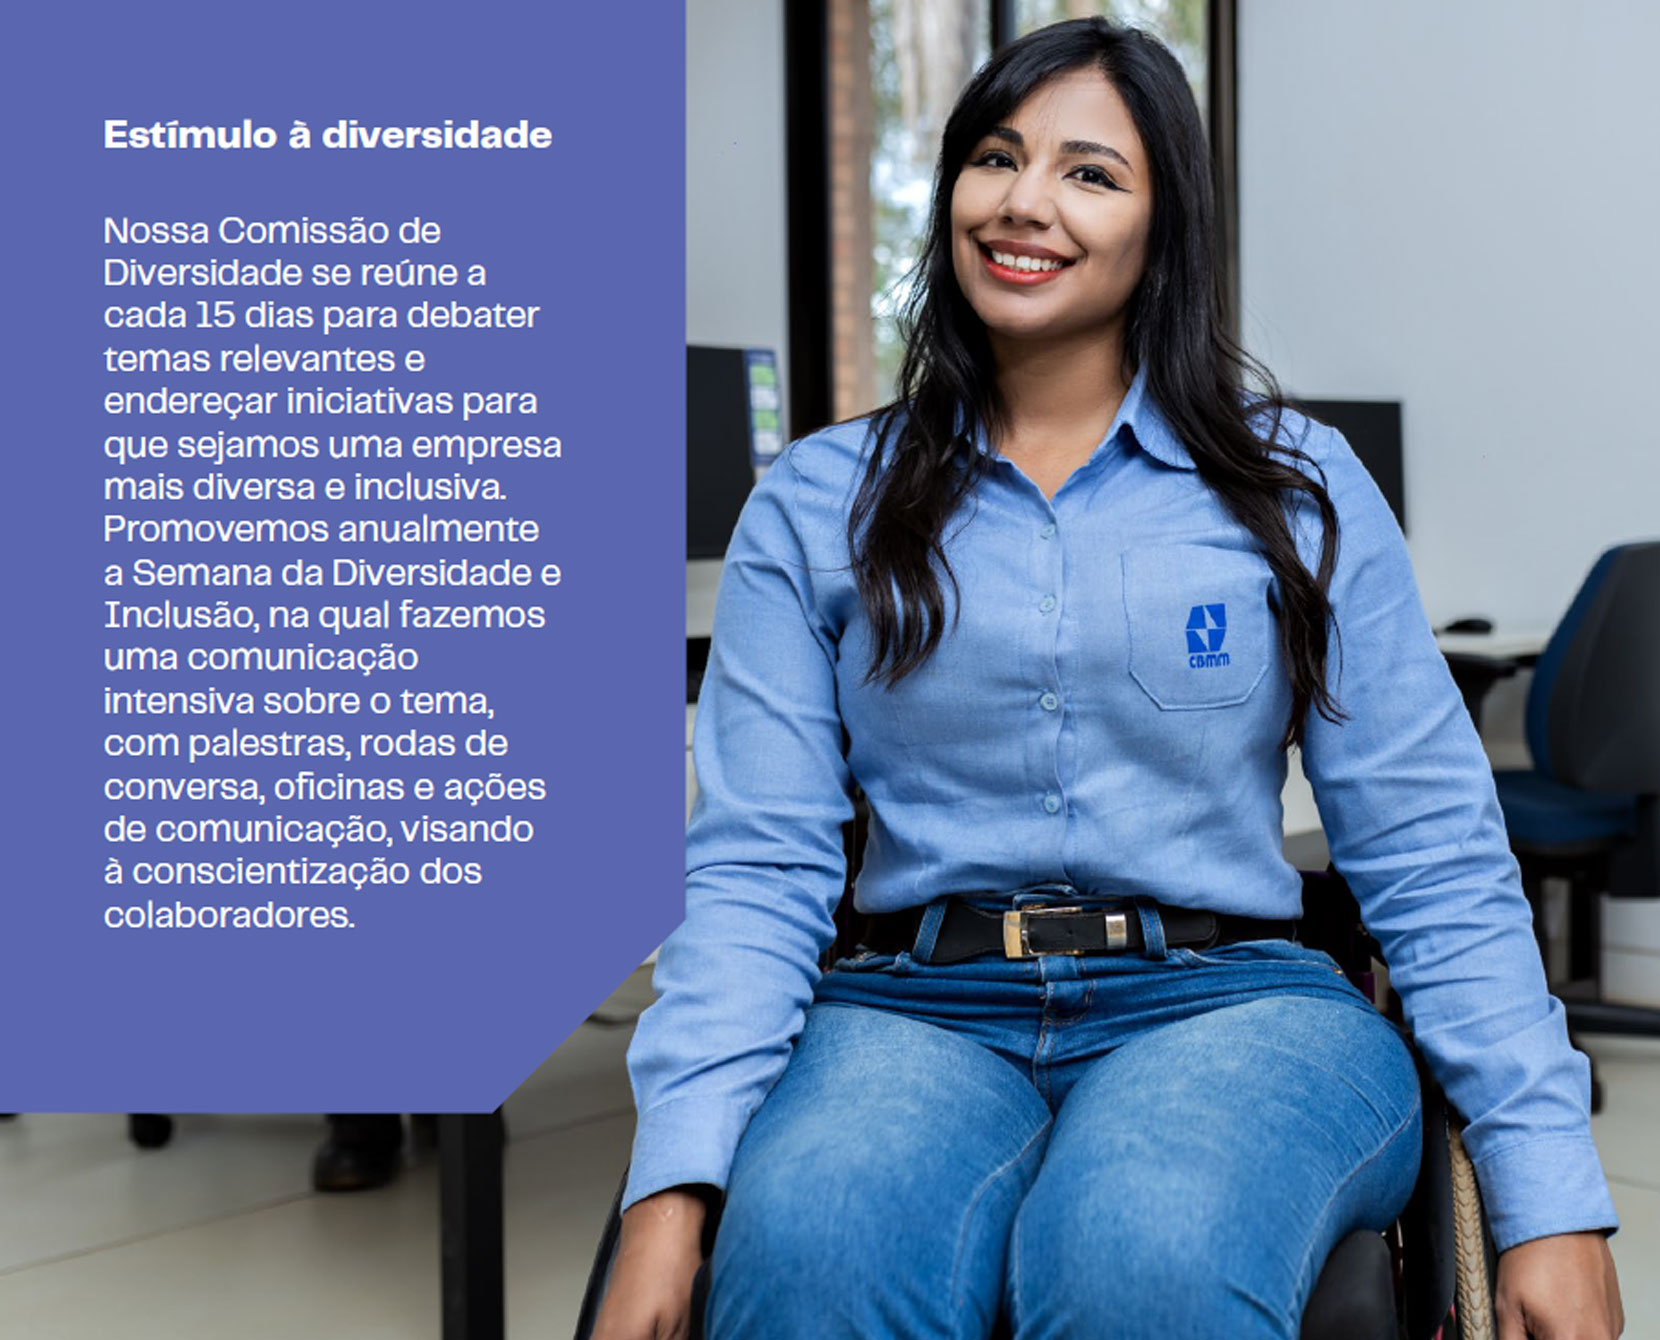 Estímulo à diversidade
Nossa Comissão de
Diversidade se reúne a
cada 15 dias para debater
temas relevantes e
endereçar iniciativas para
que sejamos uma empresa
mais diversa e inclusiva.
Promovemos anualmente
a Semana da Diversidade e
Inclusão, na qual fazemos
uma comunicação
intensiva sobre o tema,
com palestras, rodas de
conversa, oficinas e ações
de comunicação, visando
à conscientização dos
colaboradores.
CBMM